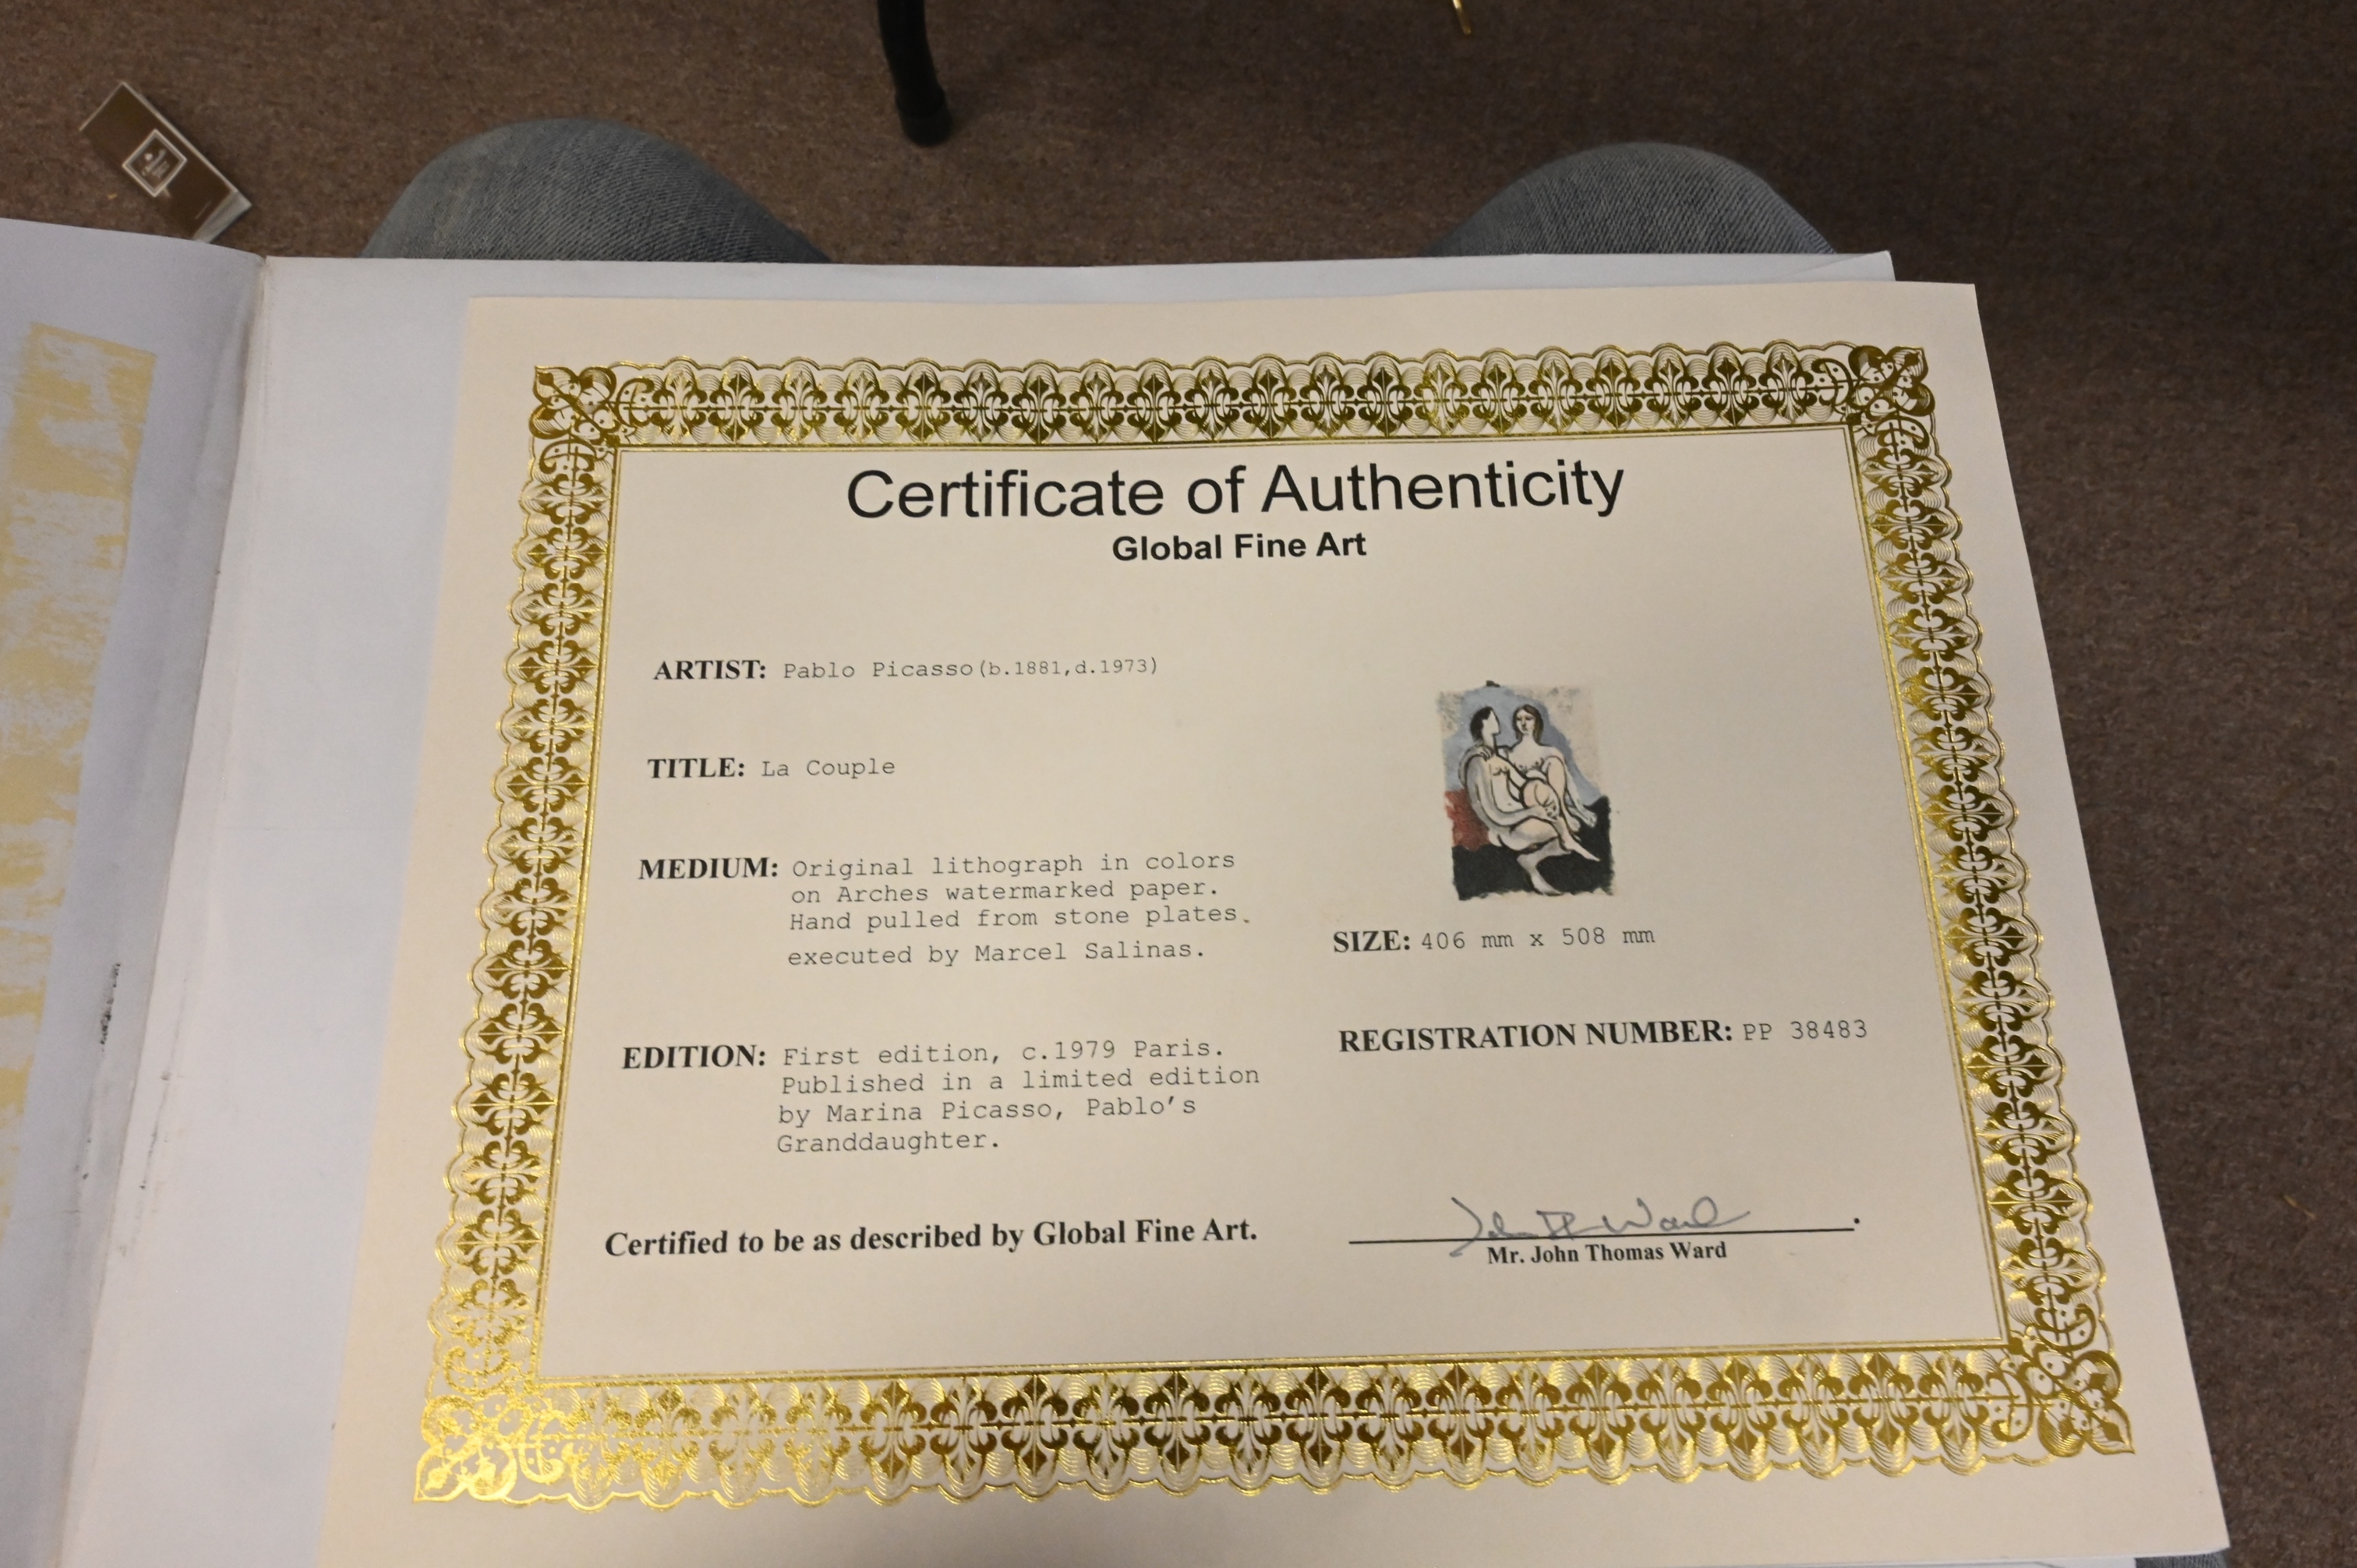 Certificate of Authenticity
Global Fine Art
ARTIST: Pablo Picasso(b.1881,d.1973)
TITLE: La Couple
MEDIUM: Original lithograph in colors
on Arches watermarked paper.
Hand pulled from stone plates.
executed by Marcel Salinas.
SIZE: 406 mm x 508 mm
EDITION: First edition, c.1979 Paris.
Published in a limited edition
by Marina Picasso, Pablo's
Granddaughter.
REGISTRATION NUMBER: PP 38483
Certified to be as described by Global Fine Art.
John Th Ward
Mr. John Thomas Ward